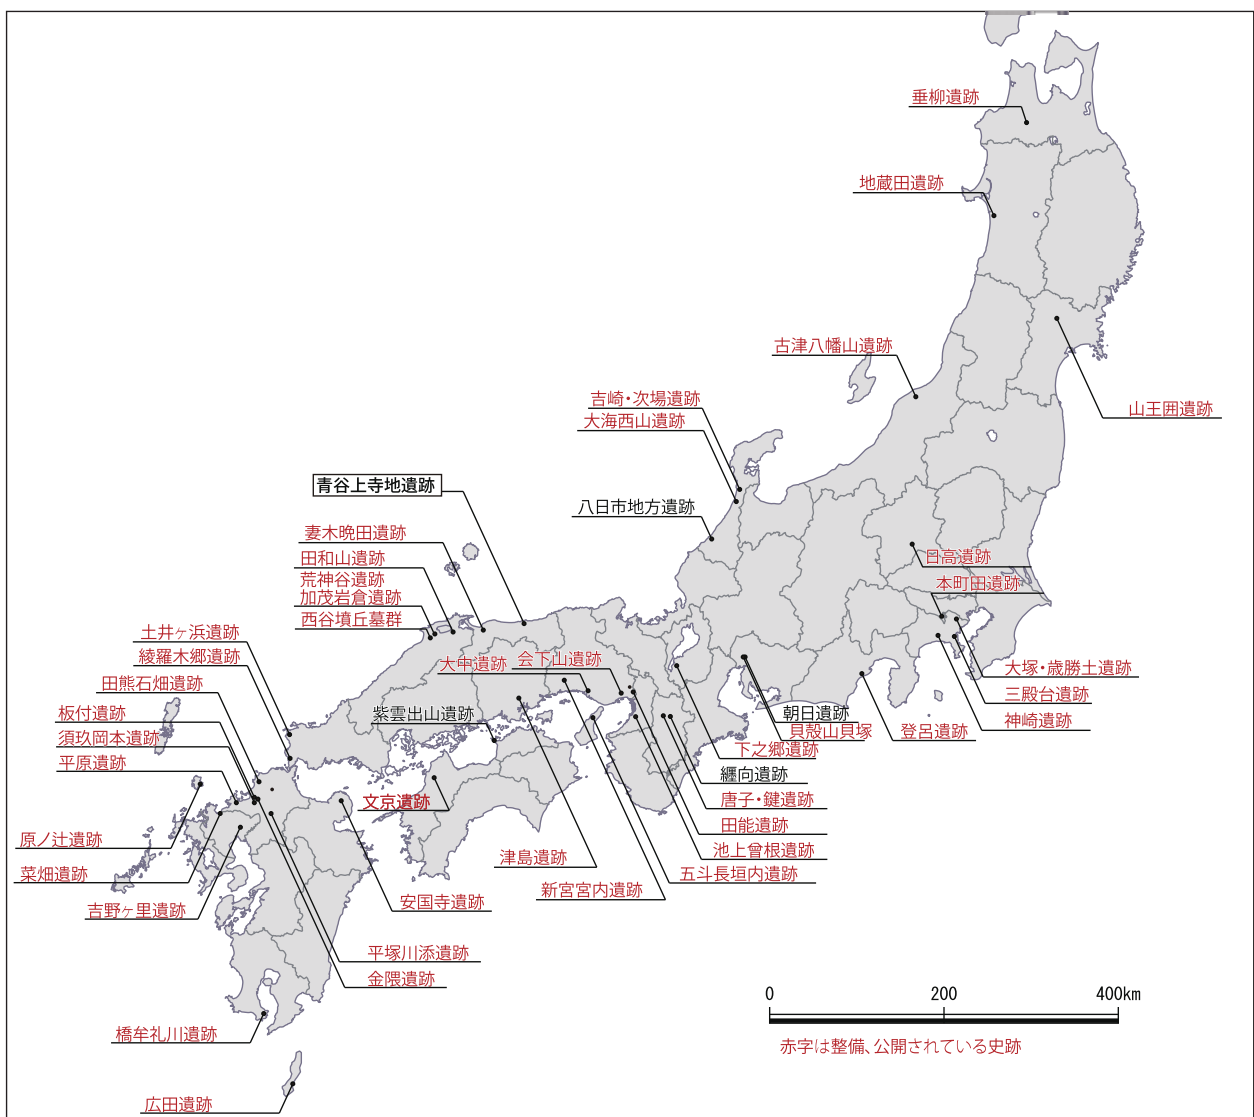 垂柳遺跡
地蔵田遺跡
古津八幡山遺跡
吉崎・次場遺跡
山王囲遺跡
大海西山遺跡
青谷上寺地遺跡
八日市地方遺跡
妻木晩田遺跡
日高遺跡
田和山遺跡
荒神谷遺跡
本町田遺跡
加茂岩倉遺跡
西谷墳丘墓群
土井ヶ浜遺跡
綾羅木郷遺跡
大中遺跡
会下山遺跡
大塚・歳勝土遺跡
田熊石畑遺跡
三殿台遺跡
板付遺跡
紫雲出山遺跡
朝日遺跡
神崎遺跡
須玖岡本遺跡
貝殻山貝塚
登呂遺跡
下之郷遺跡
平原遺跡
纒向遺跡
文京遺跡
唐子・鍵遺跡
田能遺跡
原ノ辻遺跡
池上曾根遺跡
津島遺跡
菜畑遺跡
五斗長垣内遺跡
新宮宮内遺跡
安国寺遺跡
吉野ヶ里遺跡
平塚川添遺跡
金隈遺跡
0 200 400km
橋牟礼川遺跡
赤字は整備、公開されている史跡
広田遺跡